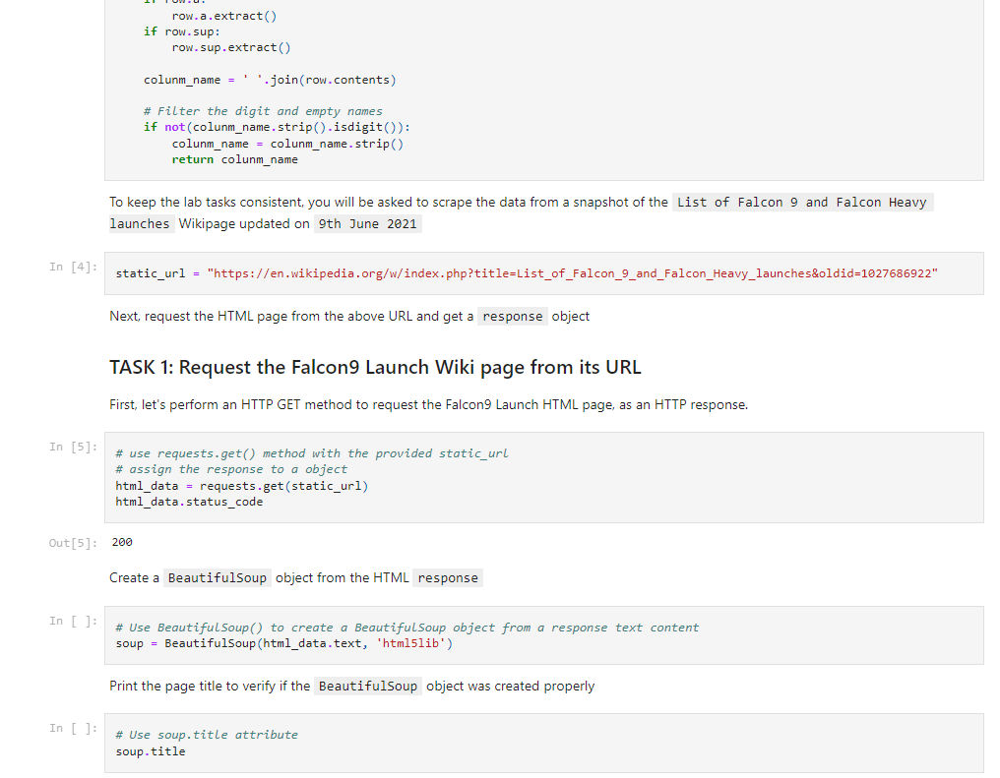 if row.a:
row.a.extract()
if row.sup:
row.sup.extract()
colunm_name = ' '.join(row.contents)
# Filter the digit and empty names
if not(colunm_name.strip().isdigit()):
colunm_name = colunm_name.strip()
return colunm_name
To keep the lab tasks consistent, you will be asked to scrape the data from a snapshot of the List of Falcon 9 and Falcon Heavy
launches Wikipage updated on 9th June 2021
In [4]: static_url = "https://en.wikipedia.org/w/index.php?title=List_of_Falcon_9_and_Falcon_Heavy_launches&oldid=1027686922"
Next, request the HTML page from the above URL and get a response object
TASK 1: Request the Falcon9 Launch Wiki page from its URL
First, let's perform an HTTP GET method to request the Falcon9 Launch HTML page, as an HTTP response.
In [5]: # use requests.get() method with the provided static_url
# assign the response to a object
html_data = requests.get(static_url)
html_data.status_code
Out[5]: 200
Create a BeautifulSoup object from the HTML response
In [ ]: # Use BeautifulSoup() to create a BeautifulSoup object from a response text content
soup = BeautifulSoup(html_data.text, 'html5lib')
Print the page title to verify if the BeautifulSoup object was created properly
In [ ]: # Use soup.title attribute
soup.title